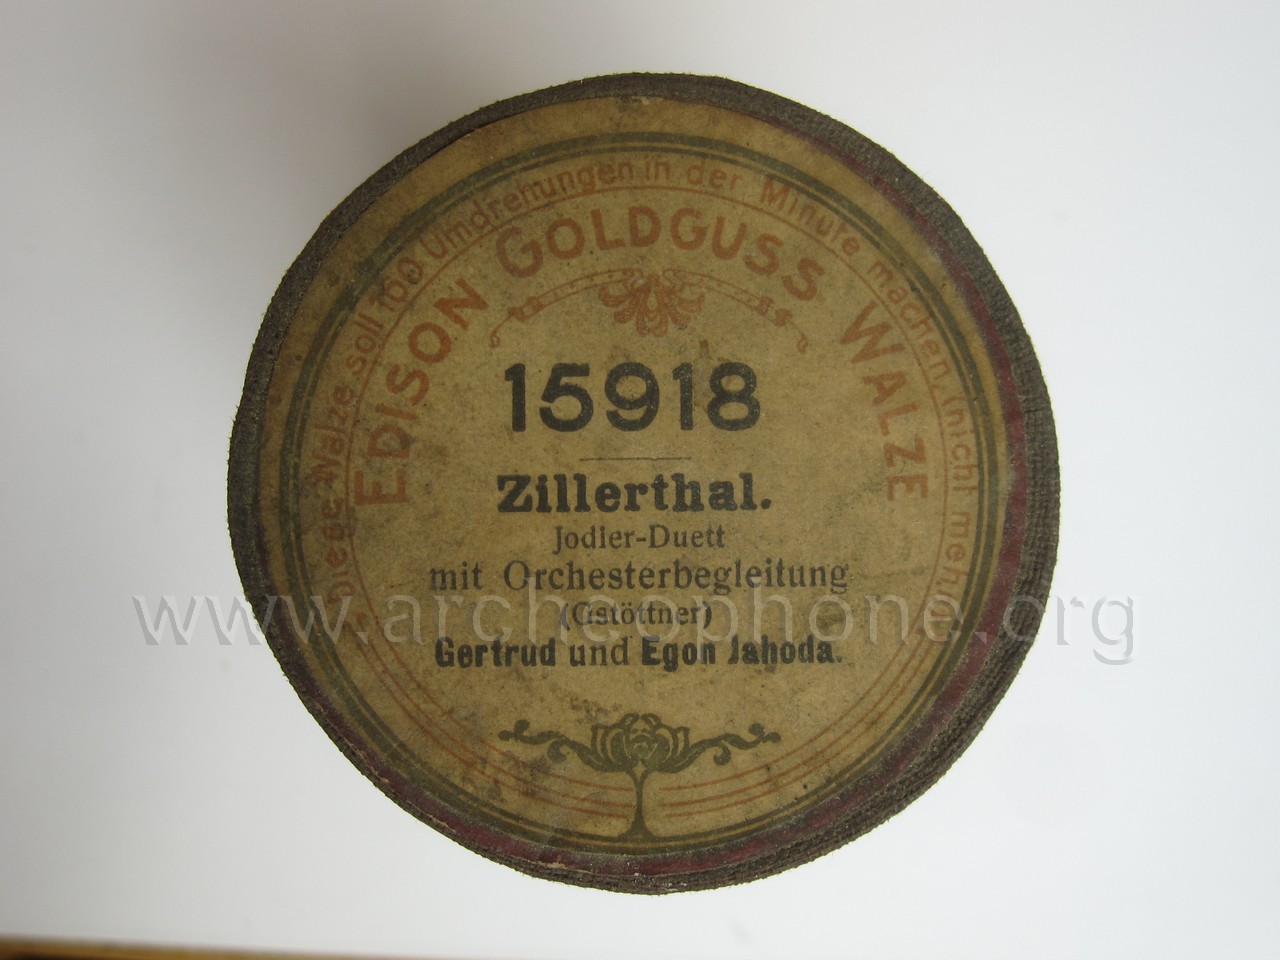 Diese Walze soll 160 Umdrehungen in der Minute machen, (nicht mehr
EDISON GOLDGUSS WALZE
15918
Zillerthal.
Jodler-Duett
mit Orchesterbegleitung
(Gstöttner)
Gertrud und Egon Jahoda.
www.archeophone.org